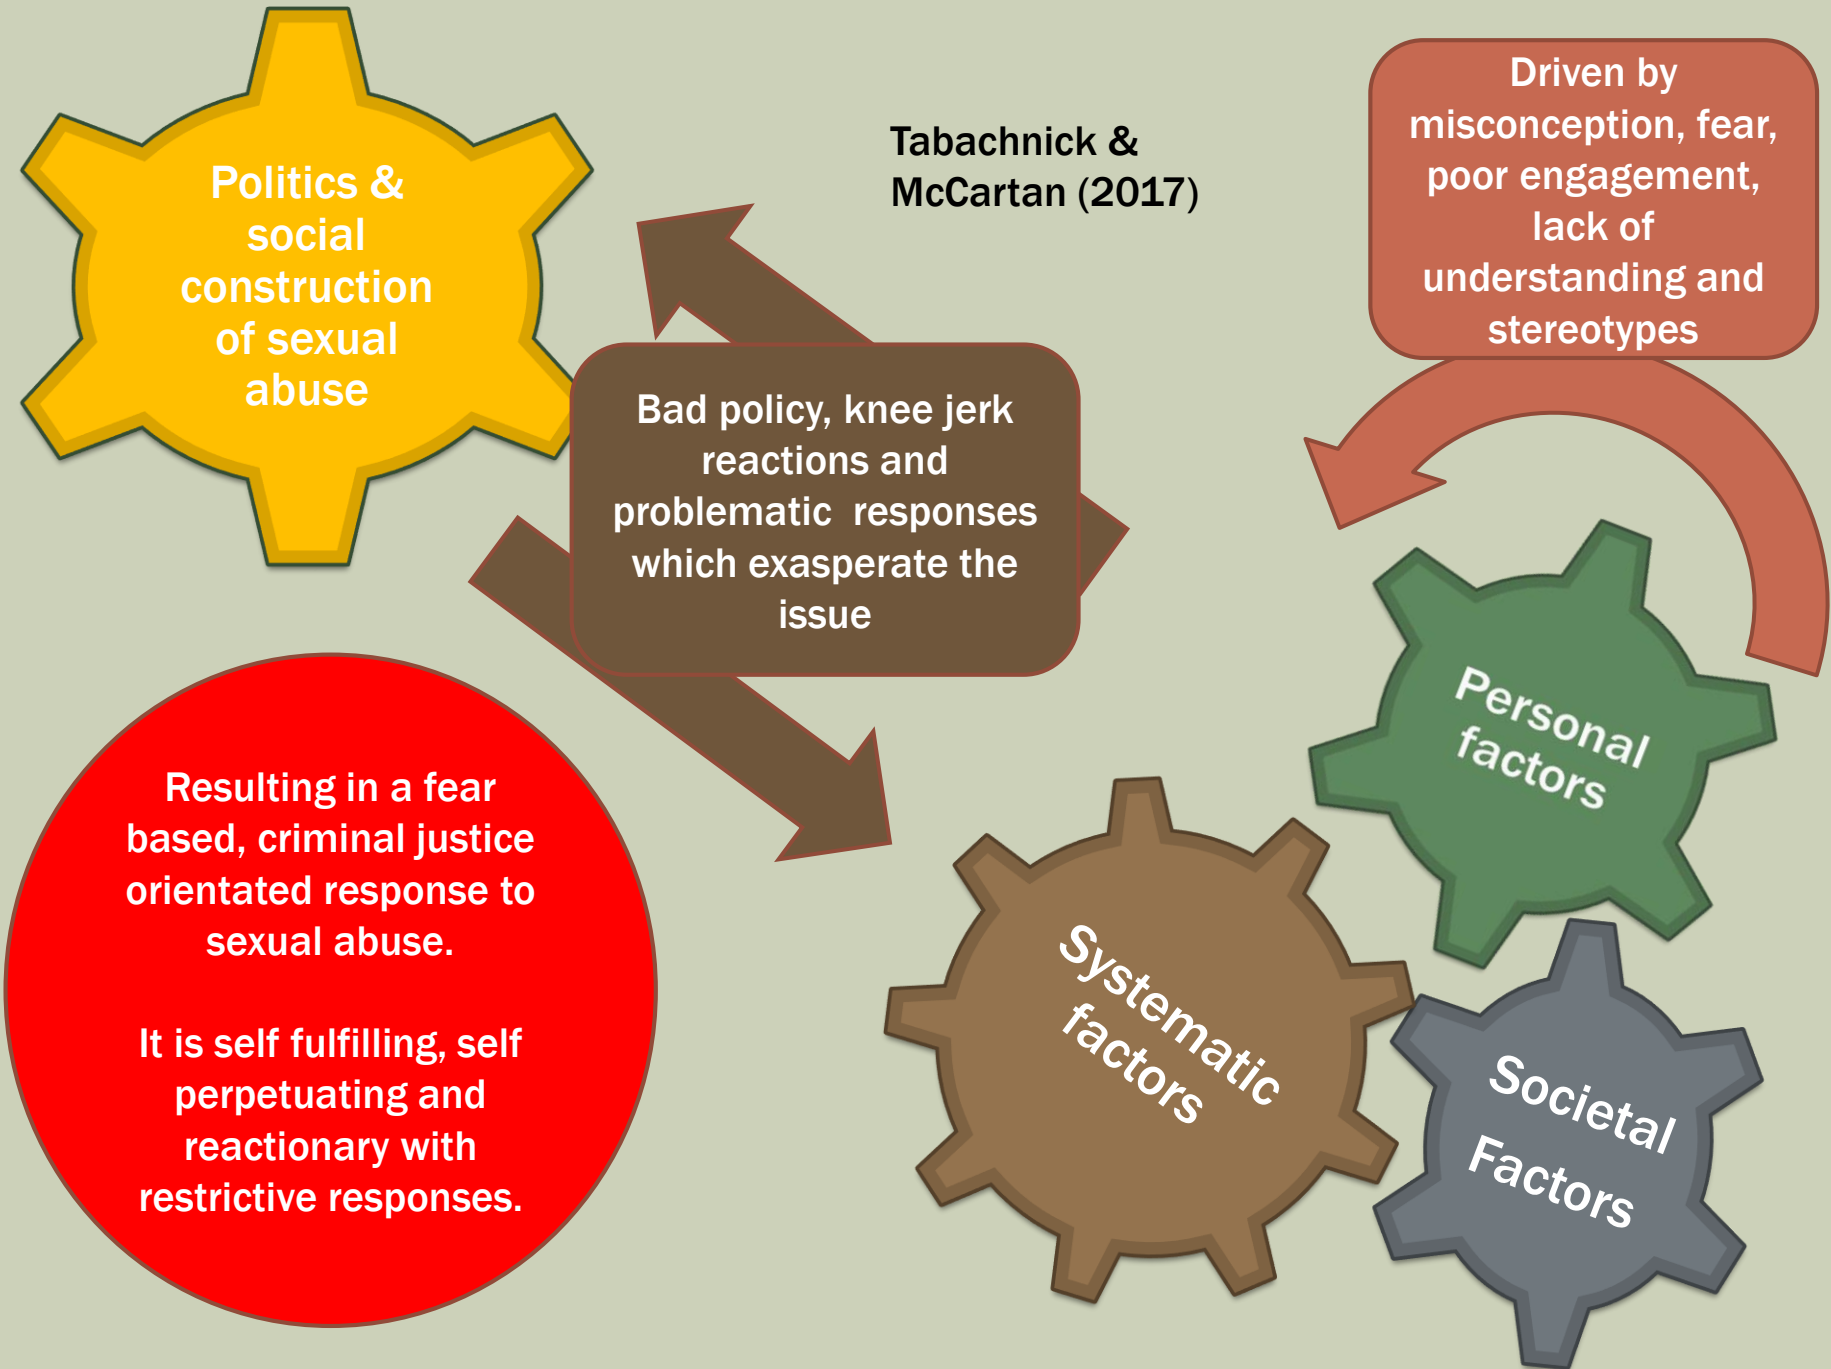 Politics &
social
construction
of sexual
abuse
Tabachnick &
McCartan (2017)
Driven by
misconception, fear,
poor engagement,
lack of
understanding and
stereotypes
Bad policy, knee jerk
reactions and
problematic  responses
which exasperate the
issue
Personal
factors
Resulting in a fear
based, criminal justice
orientated response to
sexual abuse.
It is self fulfilling, self
perpetuating and
reactionary with
restrictive responses.
Systematic
factors
Societal
Factors